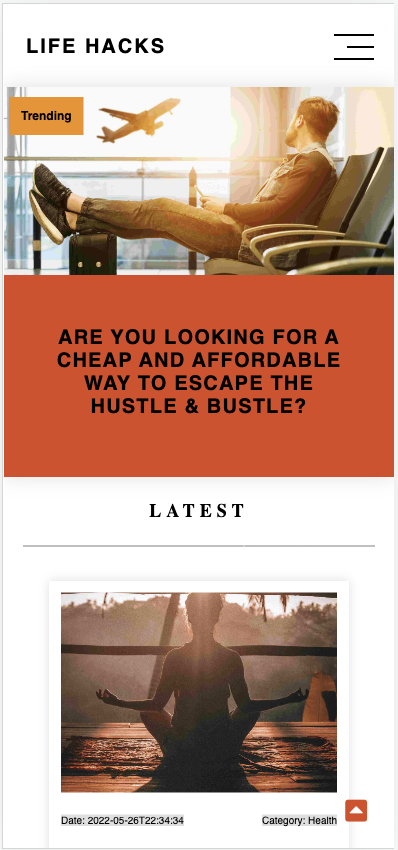 LIFE HACKS
Trending
ARE YOU LOOKING FOR A
CHEAP AND AFFORDABLE
WAY TO ESCAPE THE
HUSTLE & BUSTLE?
LATEST
Date: 2022-05-26T22:34:34 Category: Health